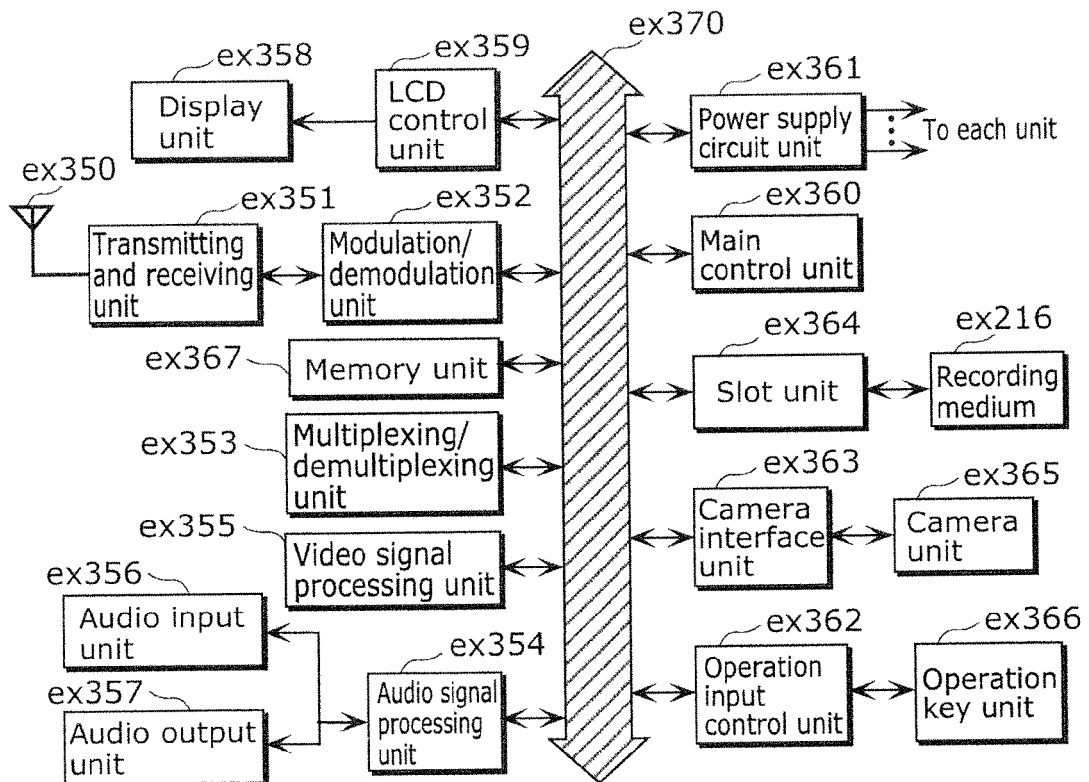 ex370
ex359
ex358
ex361
Display
unit
LCD
control
unit
Power supply
circuit unit
To each unit
ex350
ex351
ex352
ex360
Transmitting
and receiving
unit
Modulation/
demodulation
unit
Main
control unit
ex364
ex216
ex367
Memory unit
Slot unit
Recording
medium
ex353
Multiplexing/
demultiplexing
unit
ex363
ex365
Camera
interface
unit
Camera
unit
ex355
Video signal
processing unit
ex356
Audio input
unit
ex354
ex362
ex366
ex357
Audio output
unit
Audio signal
processing
unit
Operation
input
control unit
Operation
key unit